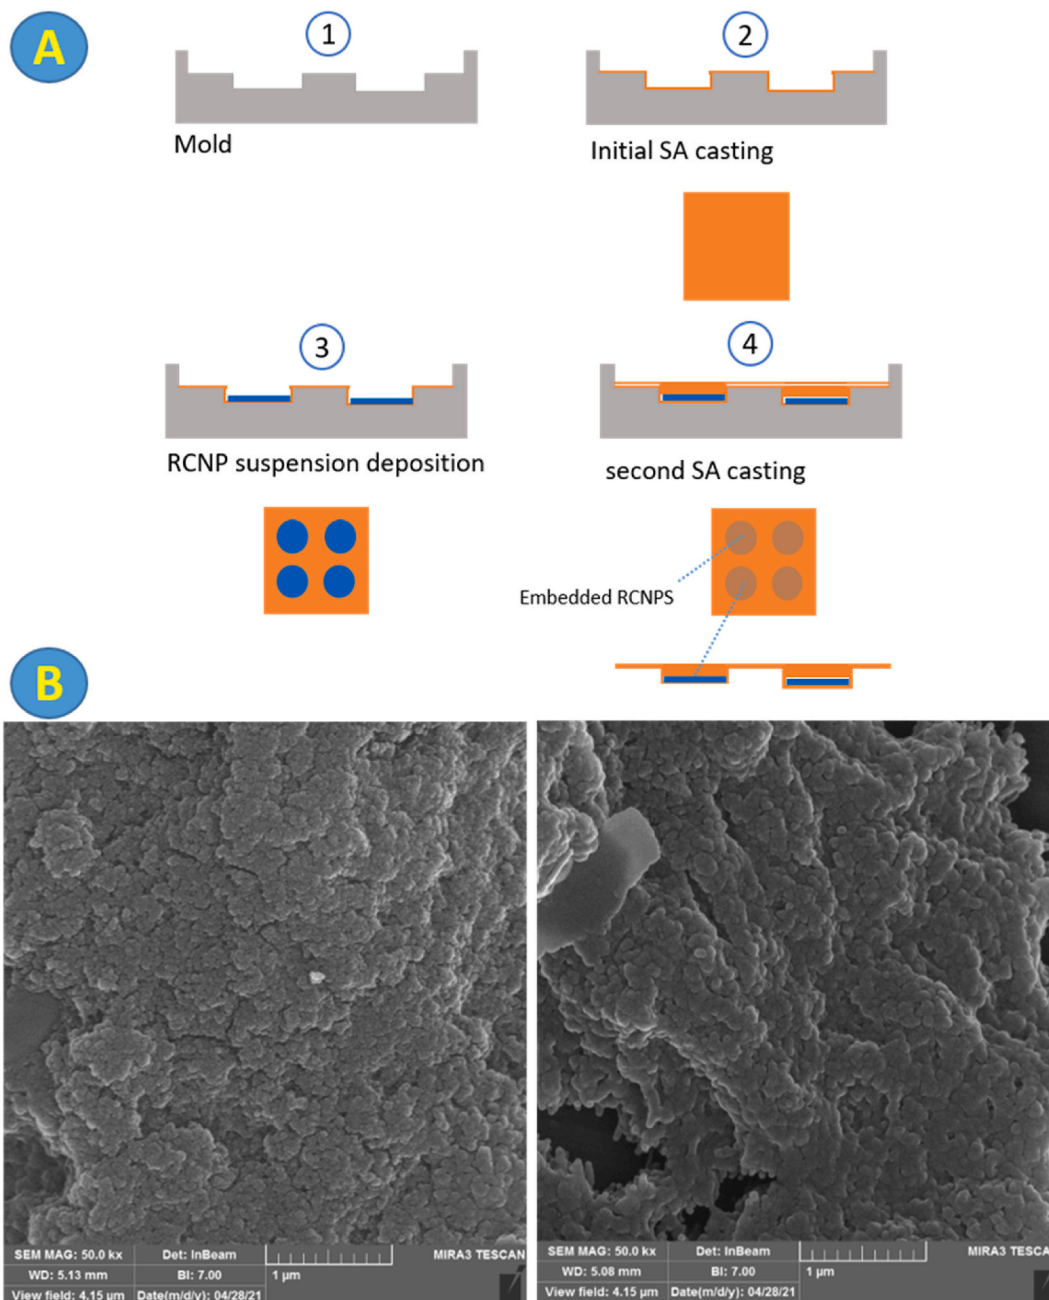 A
1
2
Mold
Initial SA casting
3
4
RCNP suspension deposition
second SA casting
Embedded RCNPS
B
SEM MAG: 50.0 kx
Det: InBeam
MIRA3 TESCAN
WD: 5.13 mm
BI: 7.00
1 µm
View field: 4.15 µm
Date(m/d/y): 04/28/21
SEM MAG: 50.0 kx
Det: InBeam
MIRA3 TESCA
WD: 5.08 mm
BI: 7.00
1 µm
View field: 4.15 µm
Date(m/d/y): 04/28/21